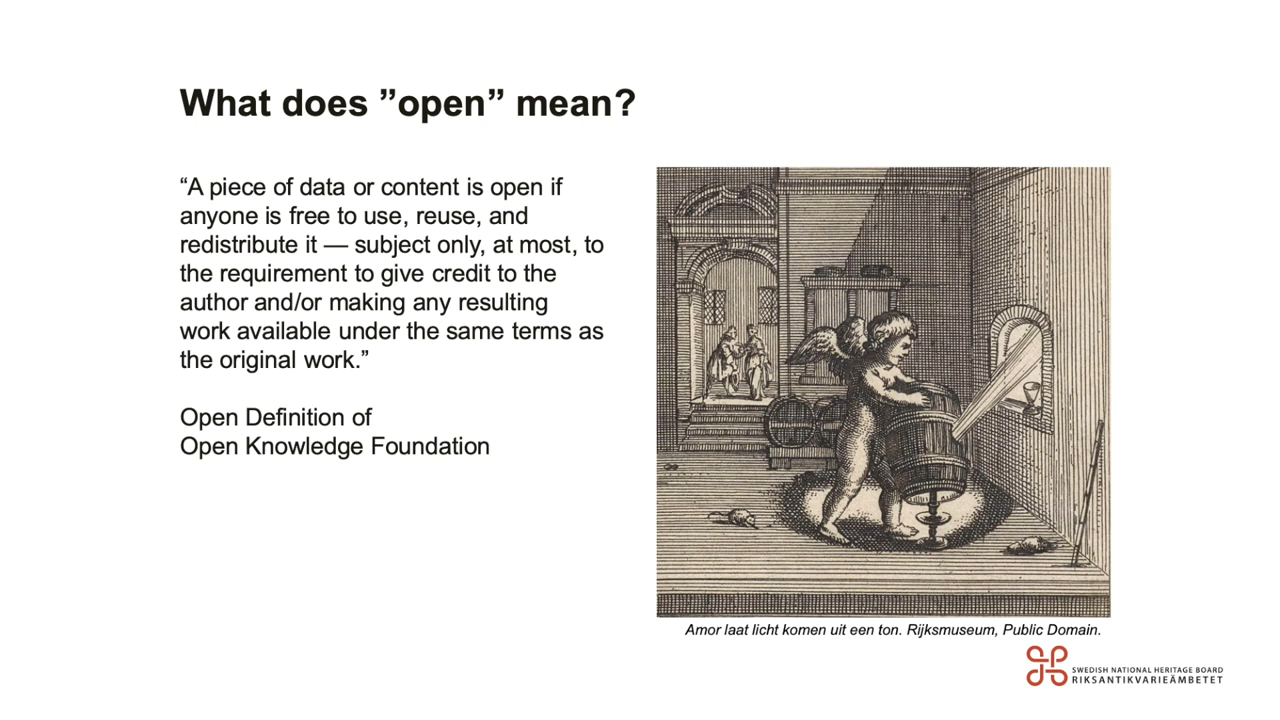 What does ”open” mean?
“A piece of data or content is open if
anyone is free to use, reuse, and
redistribute it — subject only, at most, to
the requirement to give credit to the
author and/or making any resulting
work available under the same terms as
the original work.”
Open Definition of
Open Knowledge Foundation
Amor laat licht komen uit een ton. Rijksmuseum, Public Domain.
SWEDISH NATIONAL HERITAGE BOARD
RIKSANTIKVARIEÄMBETET